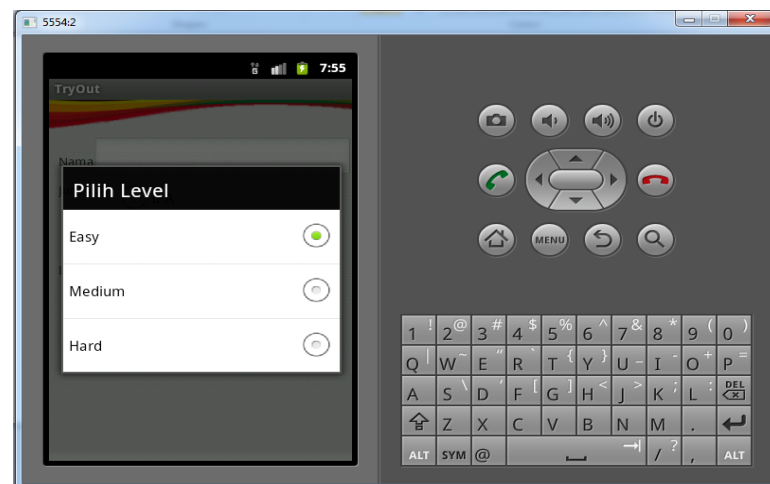 5554:2
7:55
TryOut
Nama
Pilih Level
Easy
Medium
Hard
MENU
1 ! 2 @ 3 # 4 $ 5 % 6 ^ 7 & 8 * 9 ( 0 )
Q | W ~ E " R ` T { Y } U - I - O + P =
A S \ D ' F [ G ] H < J > K ; L : DEL
Z X C V B N M .
ALT SYM @ / ? , ALT